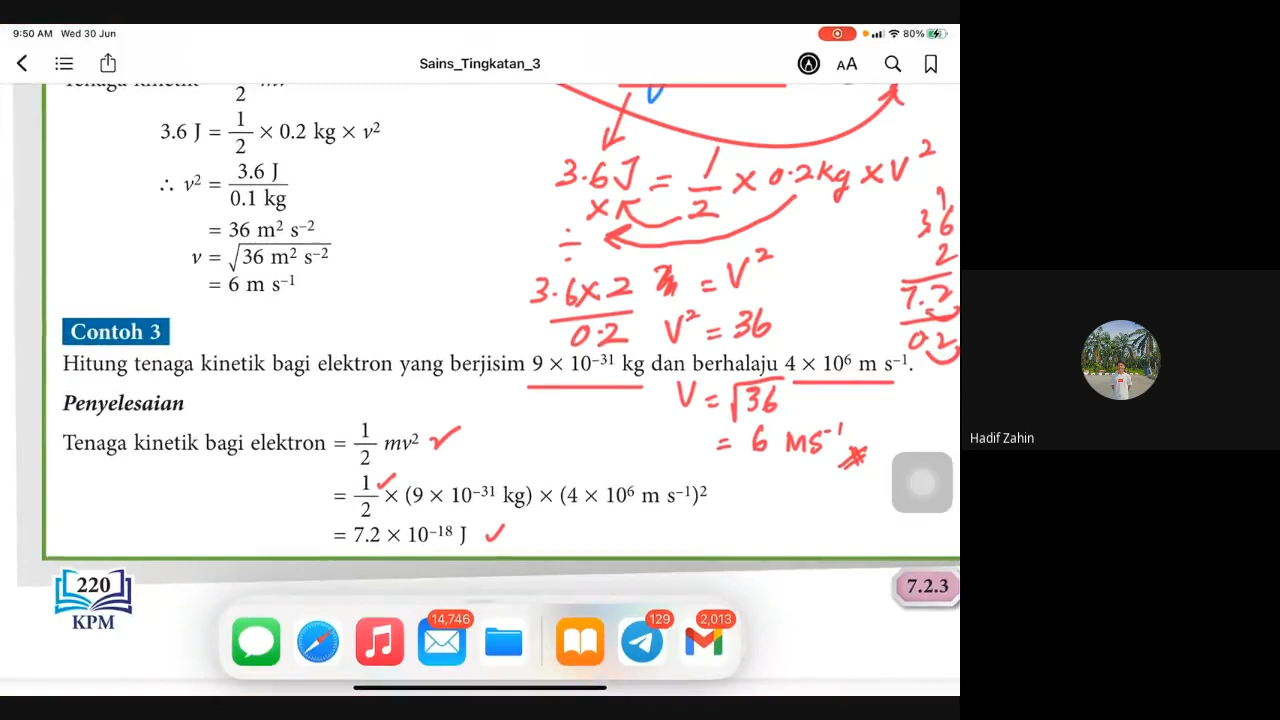 9:50 AM Wed 30 Jun
80%
Sains_Tingkatan_3
AA
2
3.6 J = 1/2 × 0.2 kg × v²
∴ v² = 3.6 J / 0.1 kg
= 36 m² s⁻²
v = √36 m² s⁻²
= 6 m s⁻¹
v
3.6J = 1/2 × 0.2kg × V²
×
÷
3.6×2 / 0.2 = V²
V² = 36
V = √36
= 6 ms⁻¹
1
36
2
7.2
0.2
Contoh 3
Hitung tenaga kinetik bagi elektron yang berjisim 9 × 10⁻³¹ kg dan berhalaju 4 × 10⁶ m s⁻¹.
Penyelesaian
Tenaga kinetik bagi elektron = 1/2 mv²
= 1/2 × (9 × 10⁻³¹ kg) × (4 × 10⁶ m s⁻¹)²
= 7.2 × 10⁻¹⁸ J
220
KPM
7.2.3
14,746
129
2,013
Hadif Zahin